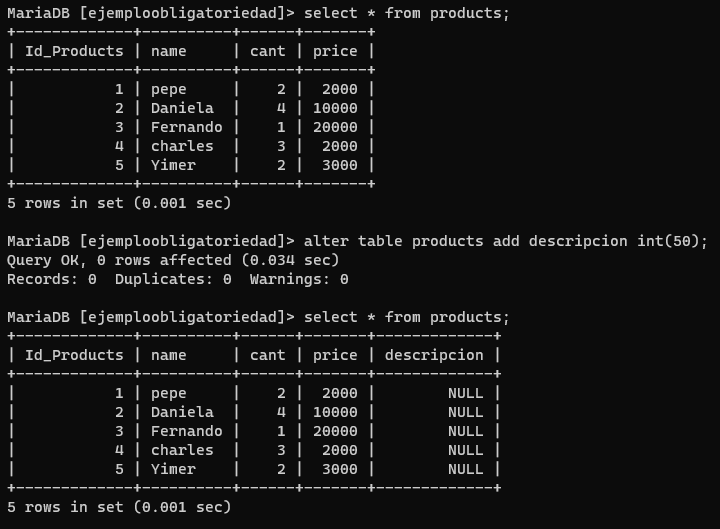 MariaDB [ejemploobligatoriedad]> select * from products;
+-------------+----------+------+-------+
| Id_Products | name     | cant | price |
+-------------+----------+------+-------+
|           1 | pepe     |    2 |  2000 |
|           2 | Daniela  |    4 | 10000 |
|           3 | Fernando |    1 | 20000 |
|           4 | charles  |    3 |  2000 |
|           5 | Yimer    |    2 |  3000 |
+-------------+----------+------+-------+
5 rows in set (0.001 sec)

MariaDB [ejemploobligatoriedad]> alter table products add descripcion int(50);
Query OK, 0 rows affected (0.034 sec)
Records: 0  Duplicates: 0  Warnings: 0

MariaDB [ejemploobligatoriedad]> select * from products;
+-------------+----------+------+-------+-------------+
| Id_Products | name     | cant | price | descripcion |
+-------------+----------+------+-------+-------------+
|           1 | pepe     |    2 |  2000 |        NULL |
|           2 | Daniela  |    4 | 10000 |        NULL |
|           3 | Fernando |    1 | 20000 |        NULL |
|           4 | charles  |    3 |  2000 |        NULL |
|           5 | Yimer    |    2 |  3000 |        NULL |
+-------------+----------+------+-------+-------------+
5 rows in set (0.001 sec)